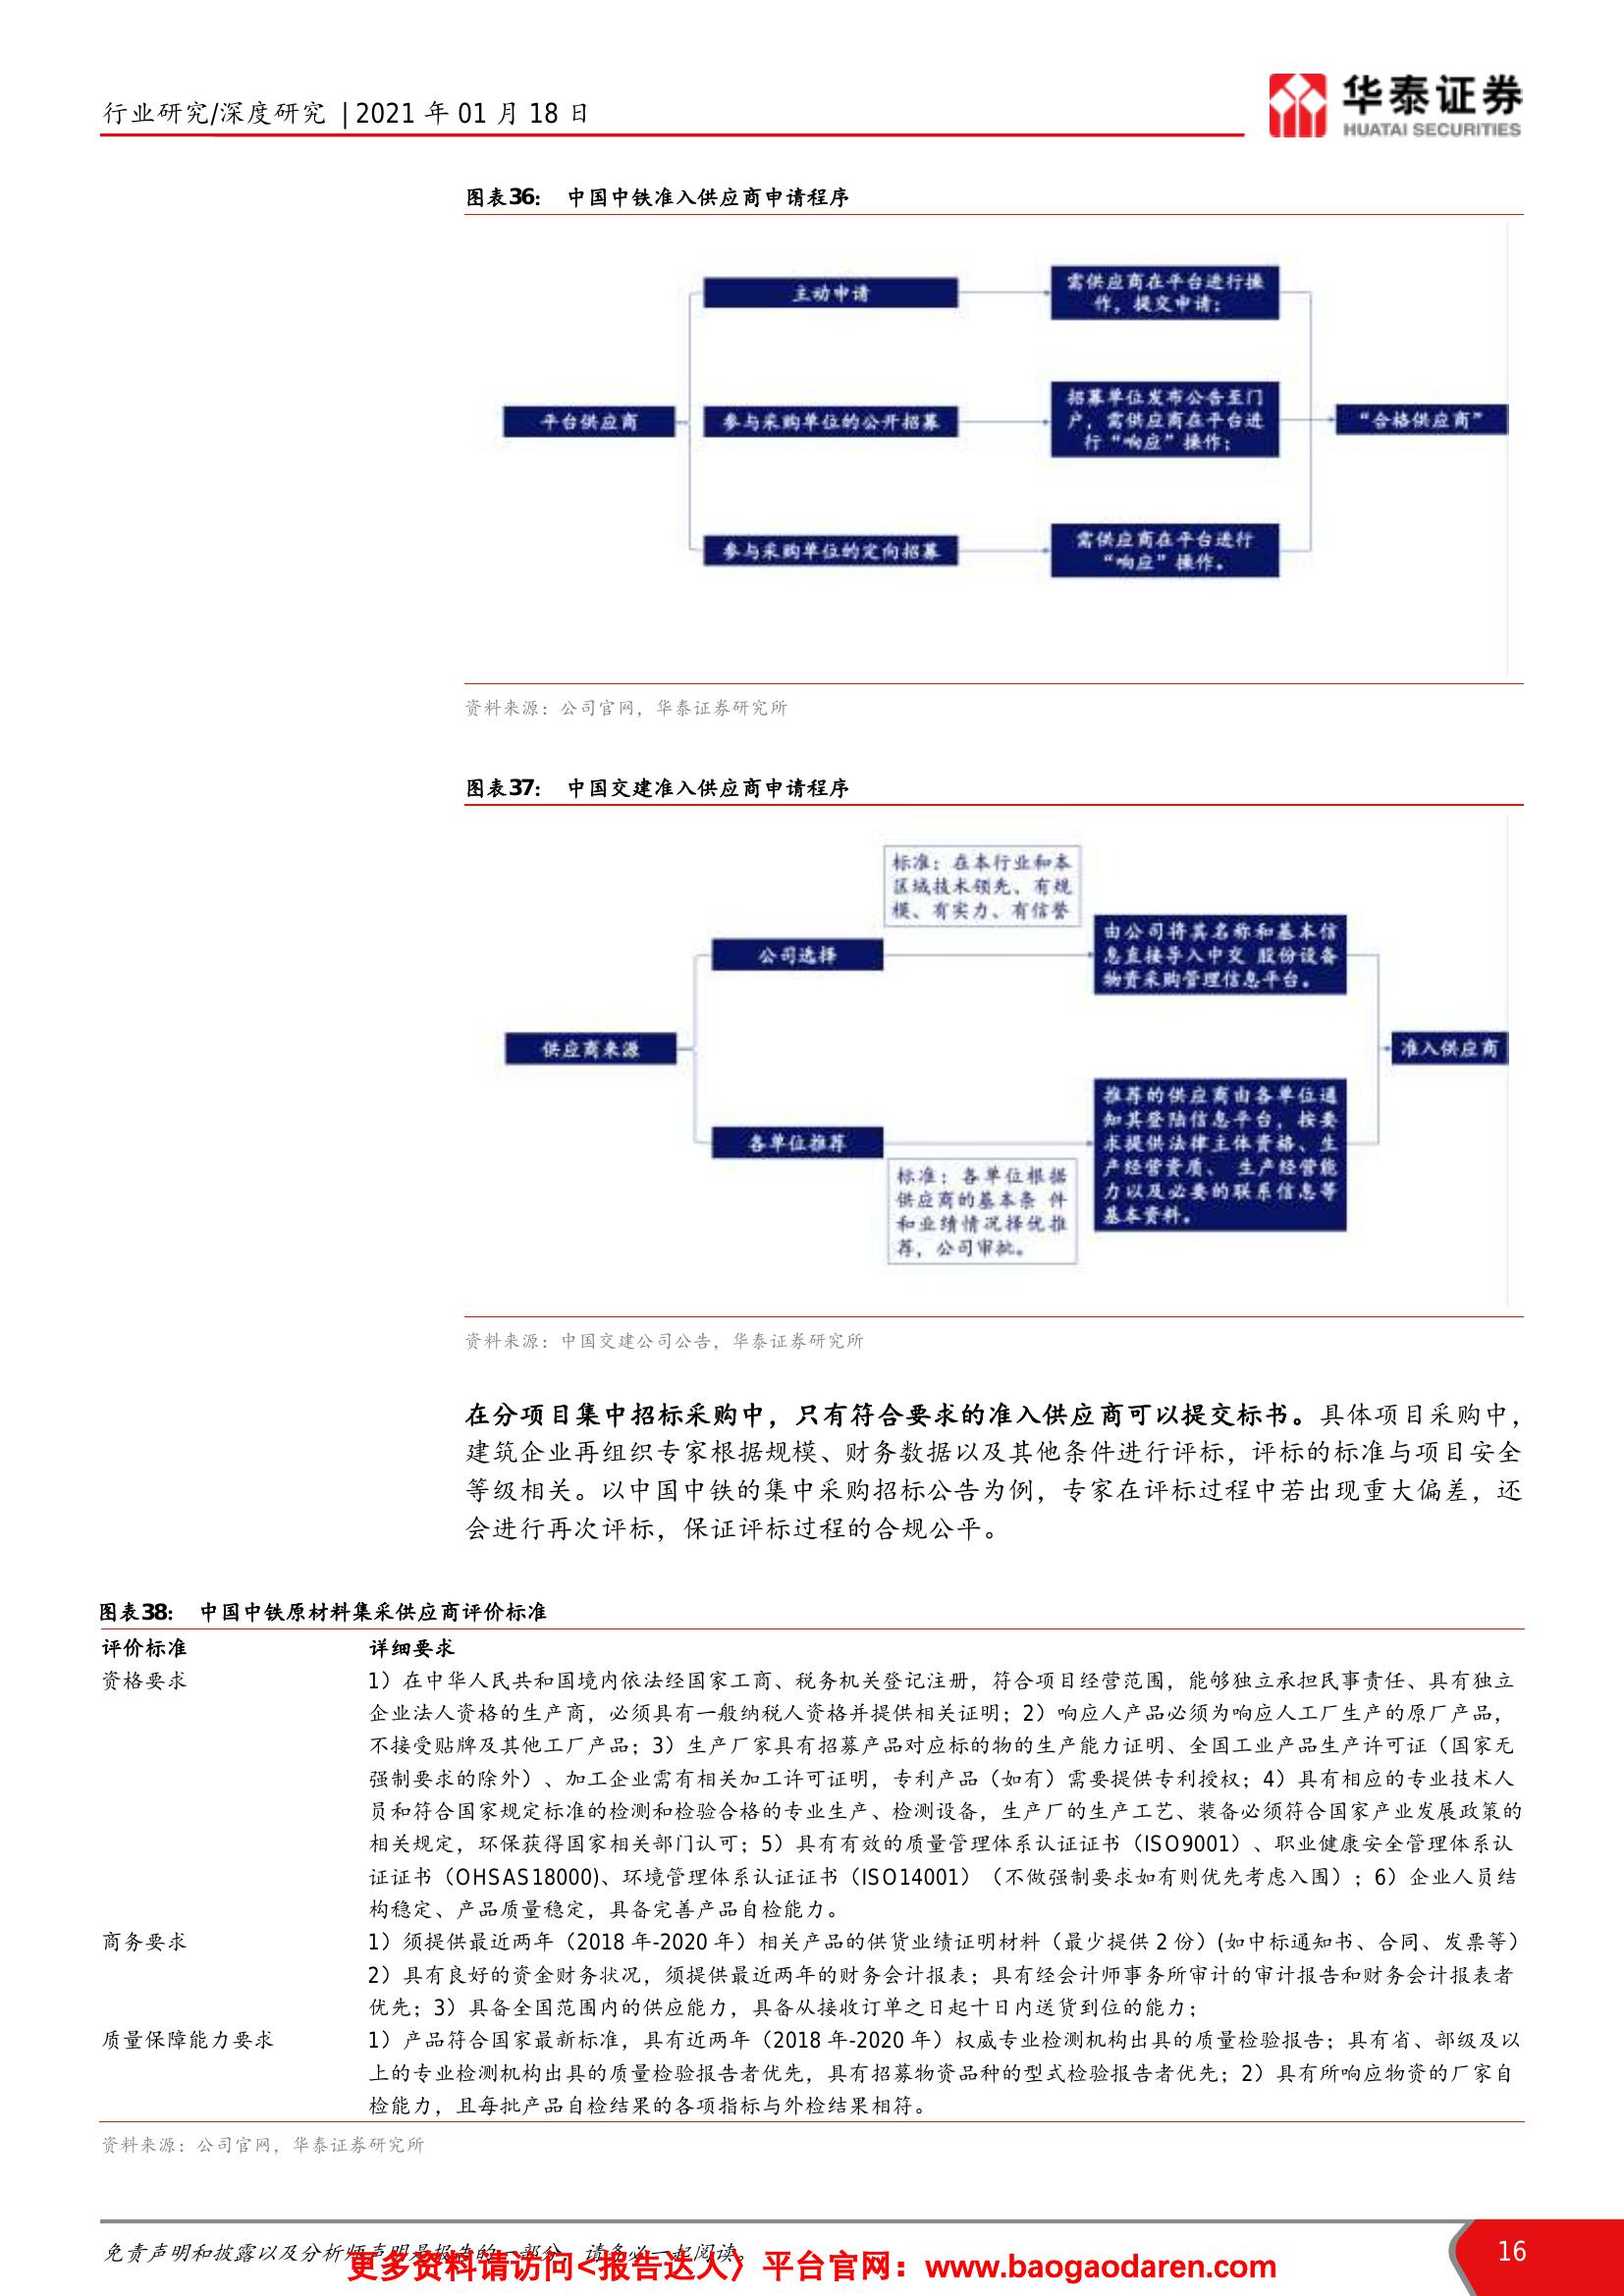 行业研究/深度研究 | 2021 年 01 月 18 日
华泰证券
HUATAI SECURITIES
图表36： 中国中铁准入供应商申请程序
平台供应商
主动申请
需供应商在平台进行操
作，提交申请；
参与采购单位的公开招募
招募单位发布公告至门
户，需供应商在平台进
行“响应”操作；
参与采购单位的定向招募
需供应商在平台进行
“响应”操作。
“合格供应商”
资料来源：公司官网，华泰证券研究所
图表37： 中国交建准入供应商申请程序
供应商来源
公司选择
标准：在本行业和本
区域技术领先、有规
模、有实力、有信誉
由公司将其名称和基本信
息直接导入中交 股份设备
物资采购管理信息平台。
各单位推荐
标准：各单位根据
供应商的基本条 件
和业绩情况择优推
荐，公司审批。
推荐的供应商由各单位通
知其登陆信息平台，按要
求提供法律主体资格、生
产经营资质、 生产经营能
力以及必要的联系信息等
基本资料。
准入供应商
资料来源：中国交建公司公告，华泰证券研究所
在分项目集中招标采购中，只有符合要求的准入供应商可以提交标书。具体项目采购中，
建筑企业再组织专家根据规模、财务数据以及其他条件进行评标，评标的标准与项目安全
等级相关。以中国中铁的集中采购招标公告为例，专家在评标过程中若出现重大偏差，还
会进行再次评标，保证评标过程的合规公平。
图表38： 中国中铁原材料集采供应商评价标准
评价标准 详细要求
资格要求 1）在中华人民共和国境内依法经国家工商、税务机关登记注册，符合项目经营范围，能够独立承担民事责任、具有独立
企业法人资格的生产商，必须具有一般纳税人资格并提供相关证明；2）响应人产品必须为响应人工厂生产的原厂产品，
不接受贴牌及其他工厂产品；3）生产厂家具有招募产品对应标的物的生产能力证明、全国工业产品生产许可证（国家无
强制要求的除外）、加工企业需有相关加工许可证明，专利产品（如有）需要提供专利授权；4）具有相应的专业技术人
员和符合国家规定标准的检测和检验合格的专业生产、检测设备，生产厂的生产工艺、装备必须符合国家产业发展政策的
相关规定，环保获得国家相关部门认可；5）具有有效的质量管理体系认证证书（ISO9001）、职业健康安全管理体系认
证证书（OHSAS18000)、环境管理体系认证证书（ISO14001）（不做强制要求如有则优先考虑入围）；6）企业人员结
构稳定、产品质量稳定，具备完善产品自检能力。
商务要求 1）须提供最近两年（2018 年-2020 年）相关产品的供货业绩证明材料（最少提供 2 份）(如中标通知书、合同、发票等）
2）具有良好的资金财务状况，须提供最近两年的财务会计报表；具有经会计师事务所审计的审计报告和财务会计报表者
优先；3）具备全国范围内的供应能力，具备从接收订单之日起十日内送货到位的能力；
质量保障能力要求 1）产品符合国家最新标准，具有近两年（2018 年-2020 年）权威专业检测机构出具的质量检验报告；具有省、部级及以
上的专业检测机构出具的质量检验报告者优先，具有招募物资品种的型式检验报告者优先；2）具有所响应物资的厂家自
检能力，且每批产品自检结果的各项指标与外检结果相符。
资料来源：公司官网，华泰证券研究所
免责声明和披露以及分析师声明是报告的一部分，请务必一起阅读。
16
更多资料请访问<报告达人〉平台官网：www.baogaodaren.com